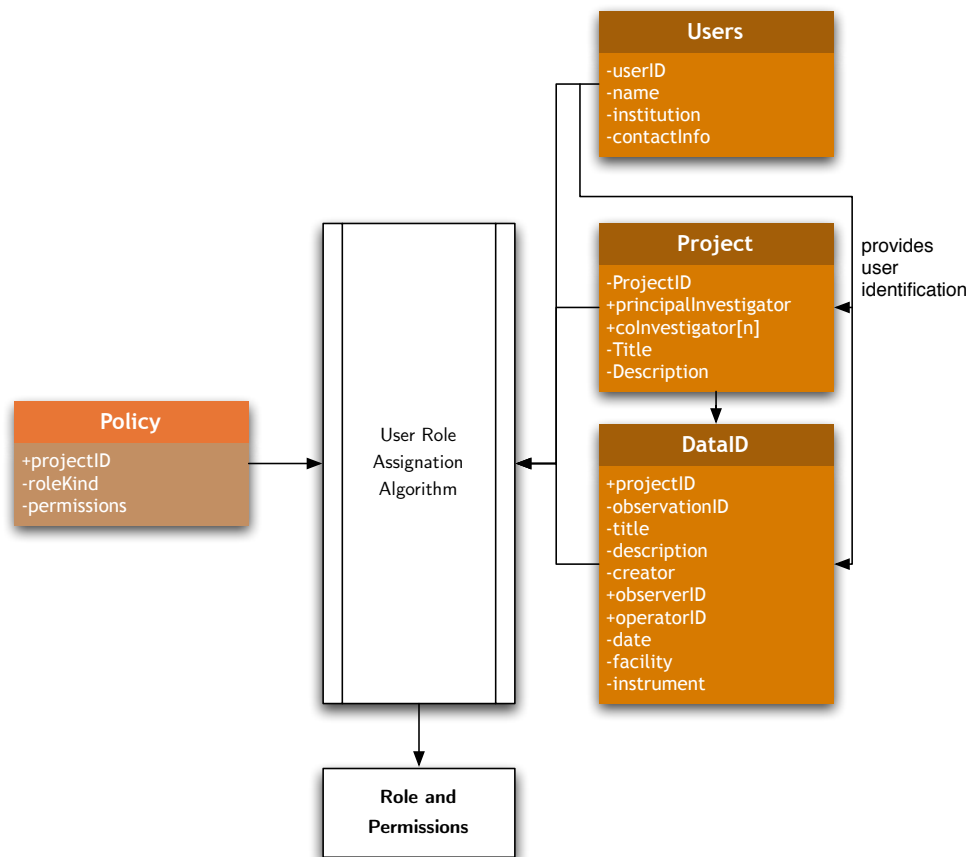 Users
-userID
-name
-institution
-contactInfo
provides
user
identification
Project
-ProjectID
+principalInvestigator
+coInvestigator[n]
-Title
-Description
Policy
+projectID
-roleKind
-permissions
User Role
Assignation
Algorithm
DataID
+projectID
-observationID
-title
-description
-creator
+observerID
+operatorID
-date
-facility
-instrument
Role and
Permissions